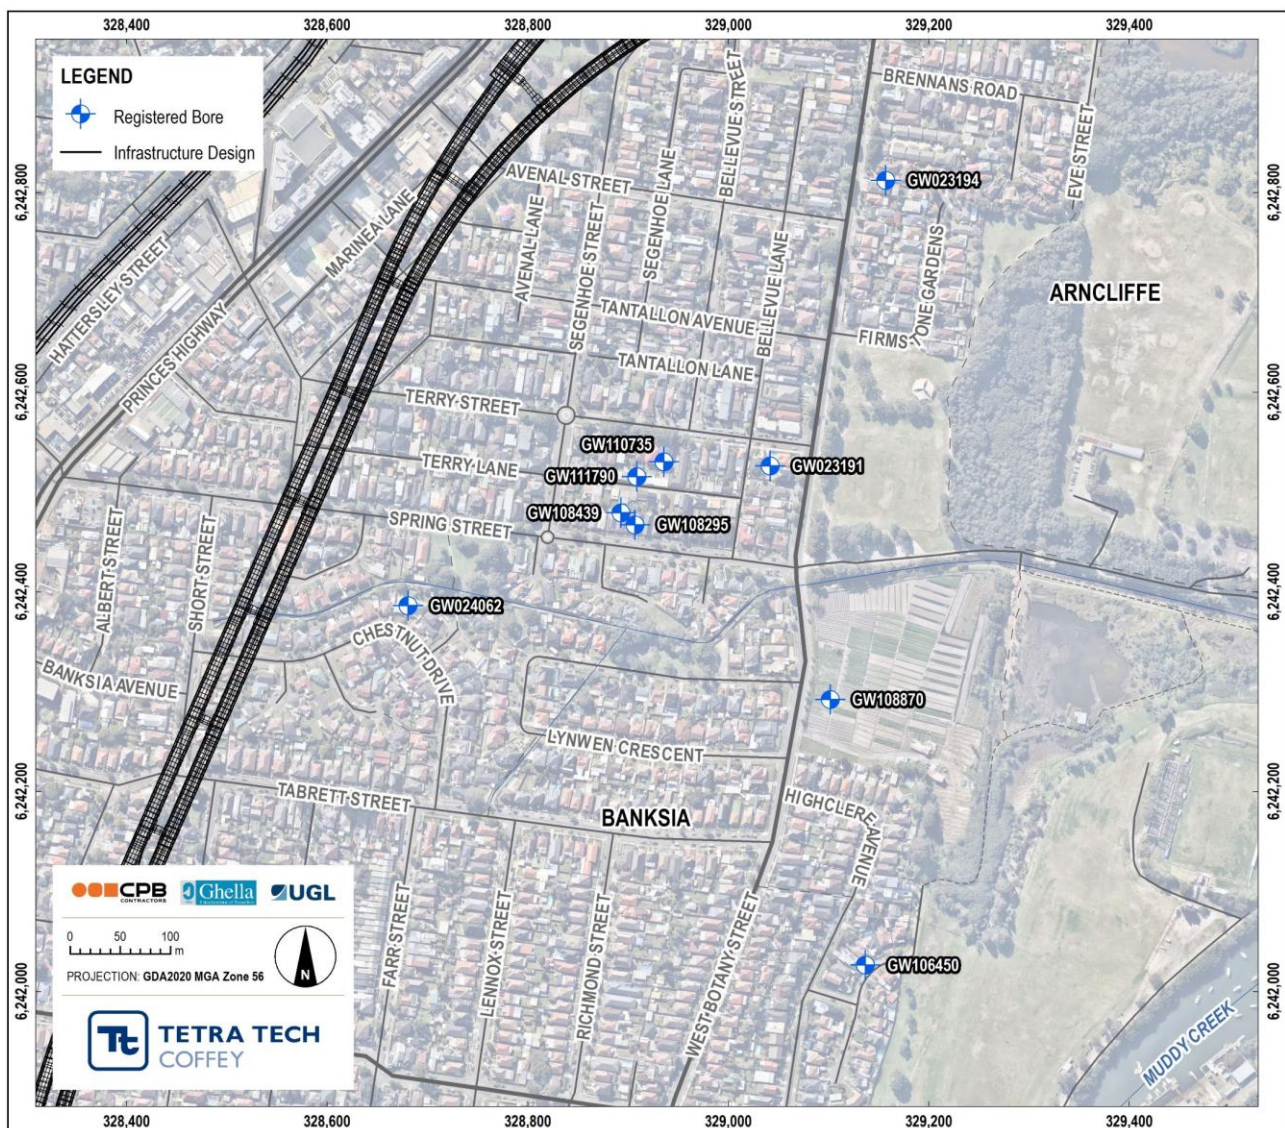 328,400 328,600 328,800 329,000 329,200 329,400
LEGEND
Registered Bore
Infrastructure Design
BRENNANS ROAD
BELLEVUE STREET
EVE STREET
6,242,800
6,242,800
AVENAL STREET
SEGENHOE LANE
GW023194
MARINEA LANE
HATTERSLEY STREET
AVENAL LANE
SEGENHOE STREET
BELLEVUE LANE
GARDENS
ARNCLIFFE
PRINCES HIGHWAY
TANTALLON AVENUE
TANTALLON LANE
6,242,600
6,242,600
TERRY STREET
GW110735
TERRY LANE
GW111790
GW023191
GW108439
GW108295
SPRING STREET
ALBERT STREET
SHORT STREET
6,242,400
6,242,400
GW024062
CHESTNUT DRIVE
BANKSIA AVENUE
GW108870
LYNWEN CRESCENT
6,242,200
6,242,200
TABRETT STREET
BANKSIA
HIGHCLERE AVENUE
CPB
CONTRACTORS
Ghella
UGL
0 50 100
m
PROJECTION: GDA2020 MGA Zone 56
N
FARR STREET
LENNOX STREET
RICHMOND STREET
WEST BOTANY STREET
GW106450
6,242,000
6,242,000
Tt
TETRA TECH
COFFEY
MUDDY CREEK
328,400 328,600 328,800 329,000 329,200 329,400